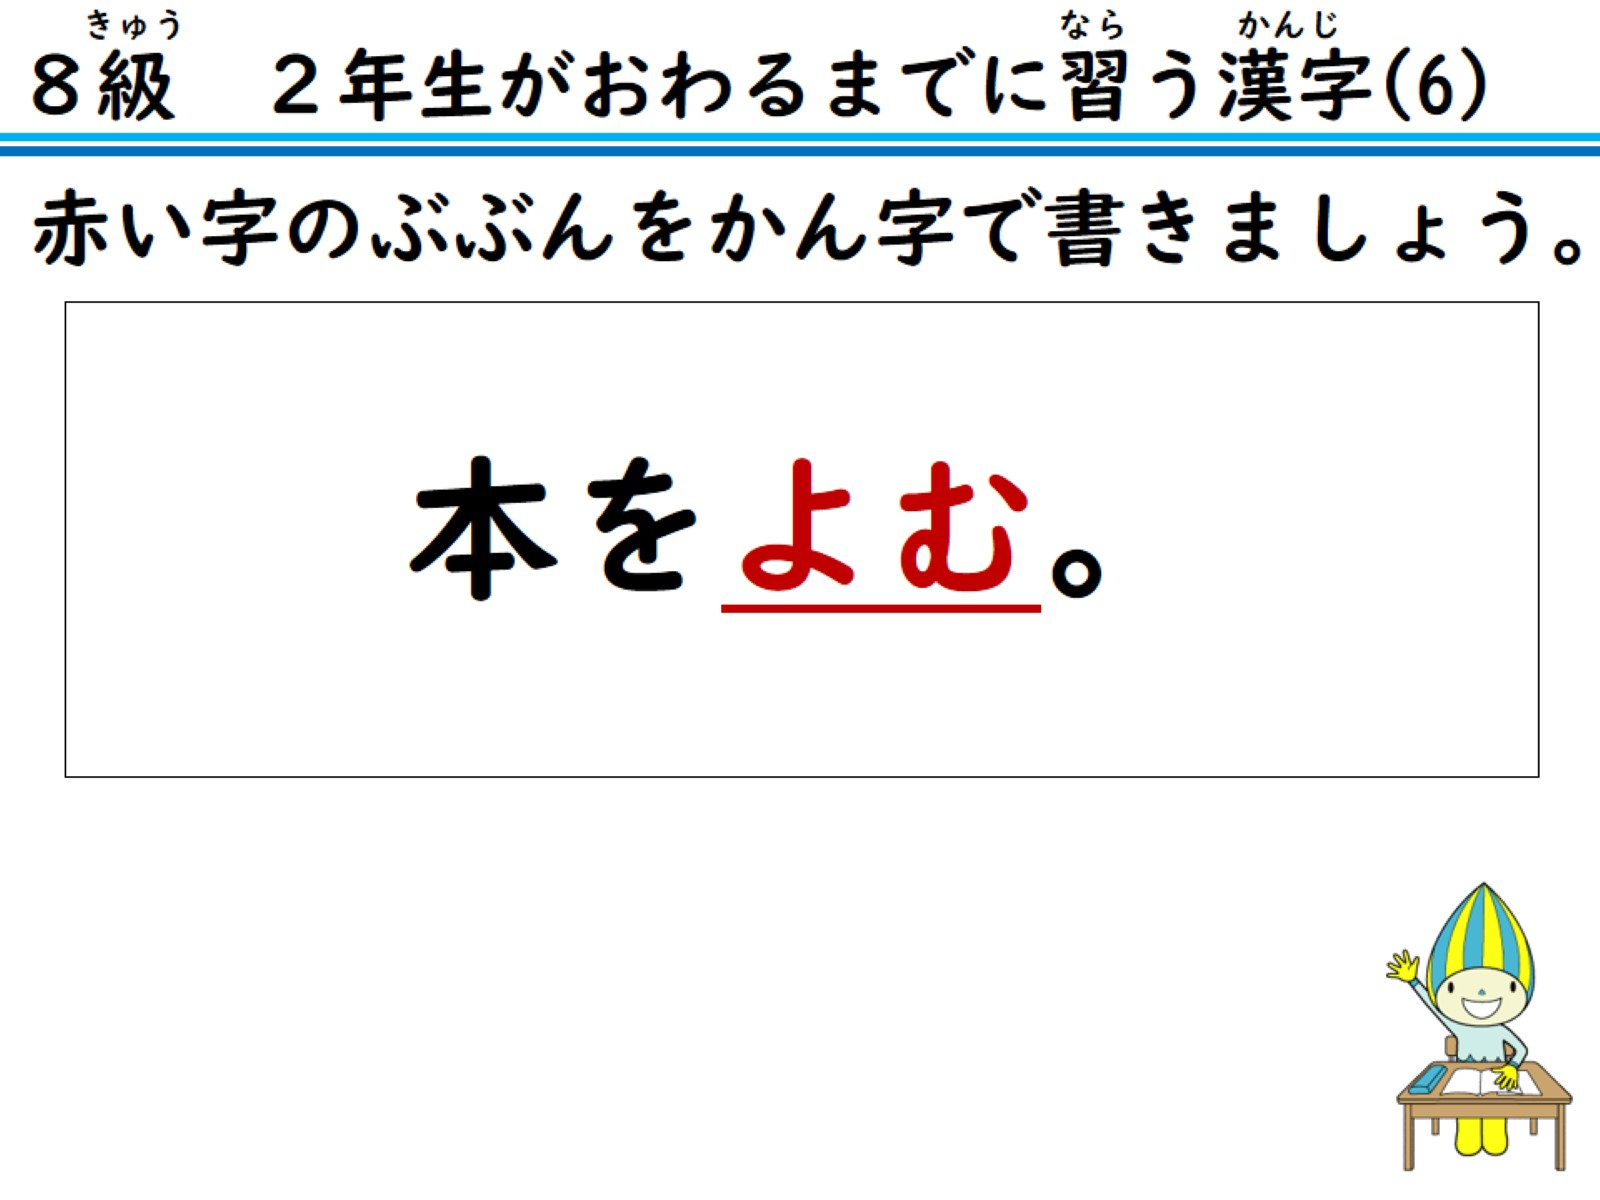 きゅう なら かんじ
８級　２年生がおわるまでに習う漢字(6)
赤い字のぶぶんをかん字で書きましょう。
本をよむ。